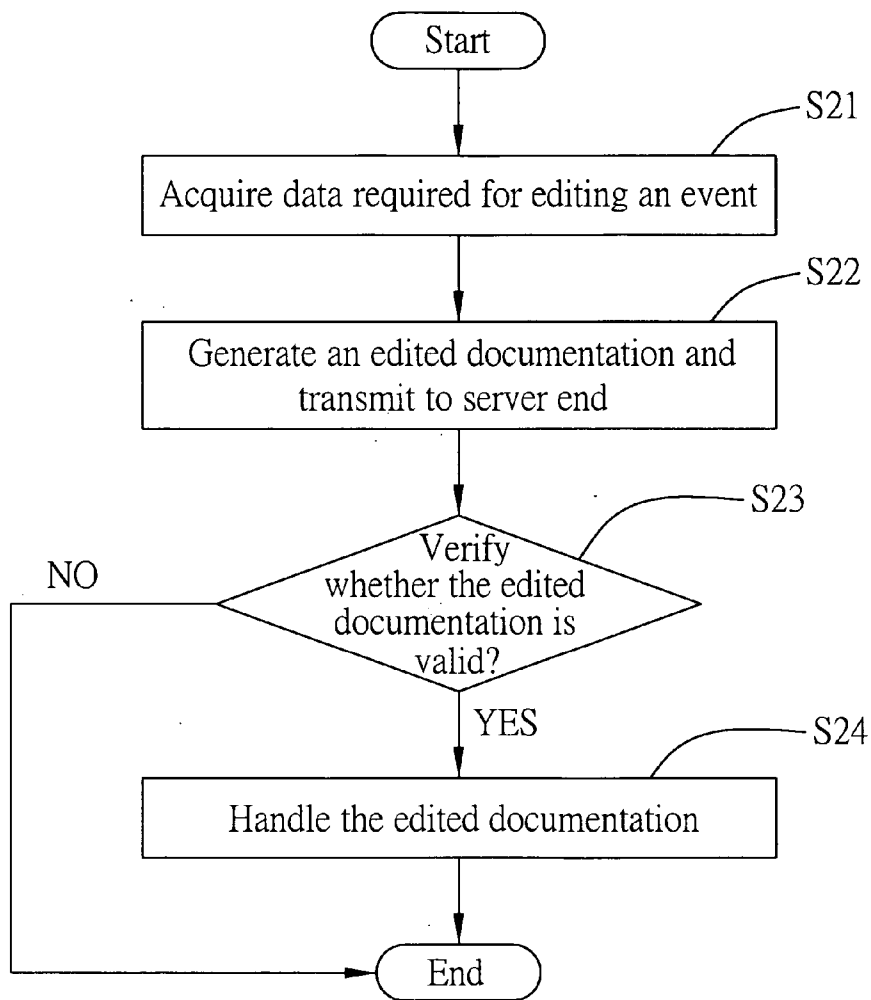 Start
S21
Acquire data required for editing an event
S22
Generate an edited documentation and
transmit to server end
S23
Verify
whether the edited
documentation is
valid?
NO
YES
S24
Handle the edited documentation
End